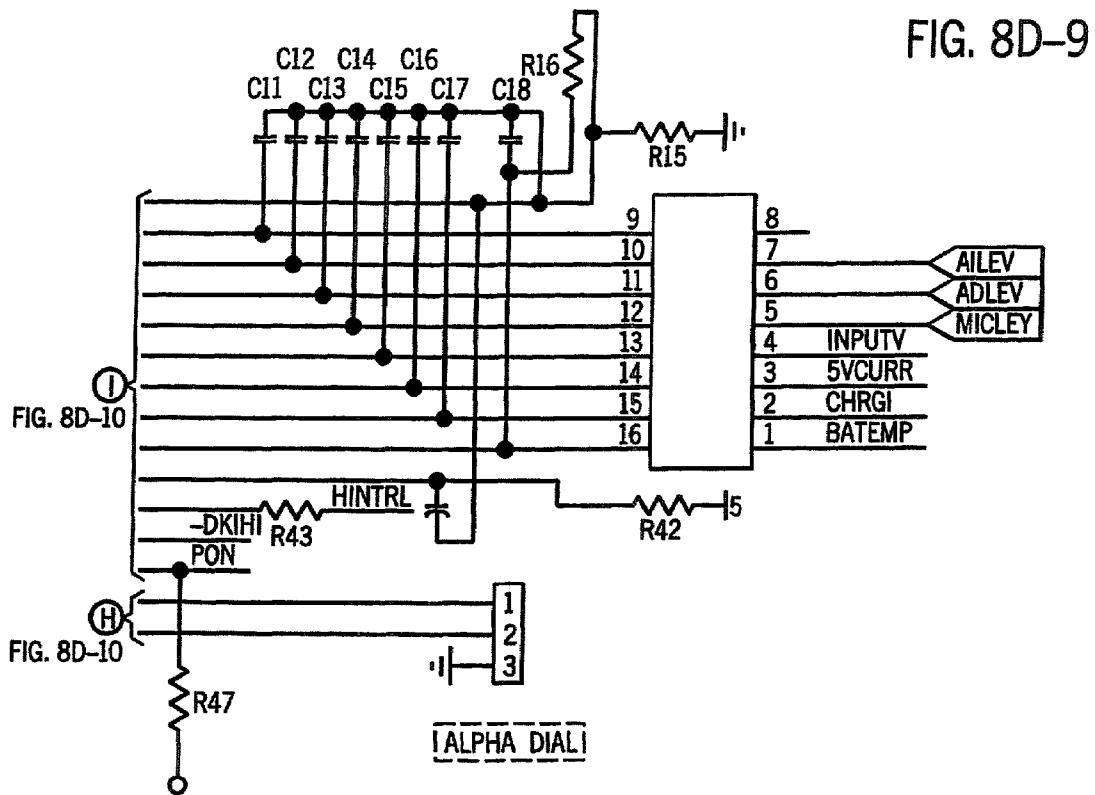 FIG. 8D–9
C12 C14 C16 R16
C11 C13 C15 C17 C18
R15
9 8
10 7 AILEV
11 6 ADLEV
12 5 MICLEY
13 4 INPUTV
14 3 5VCURR
15 2 CHRGI
16 1 BATEMP
I
FIG. 8D–10
HINTRL
R43
R42
5
–DKIHI
PON
H
FIG. 8D–10
1
2
3
R47
ALPHA DIAL